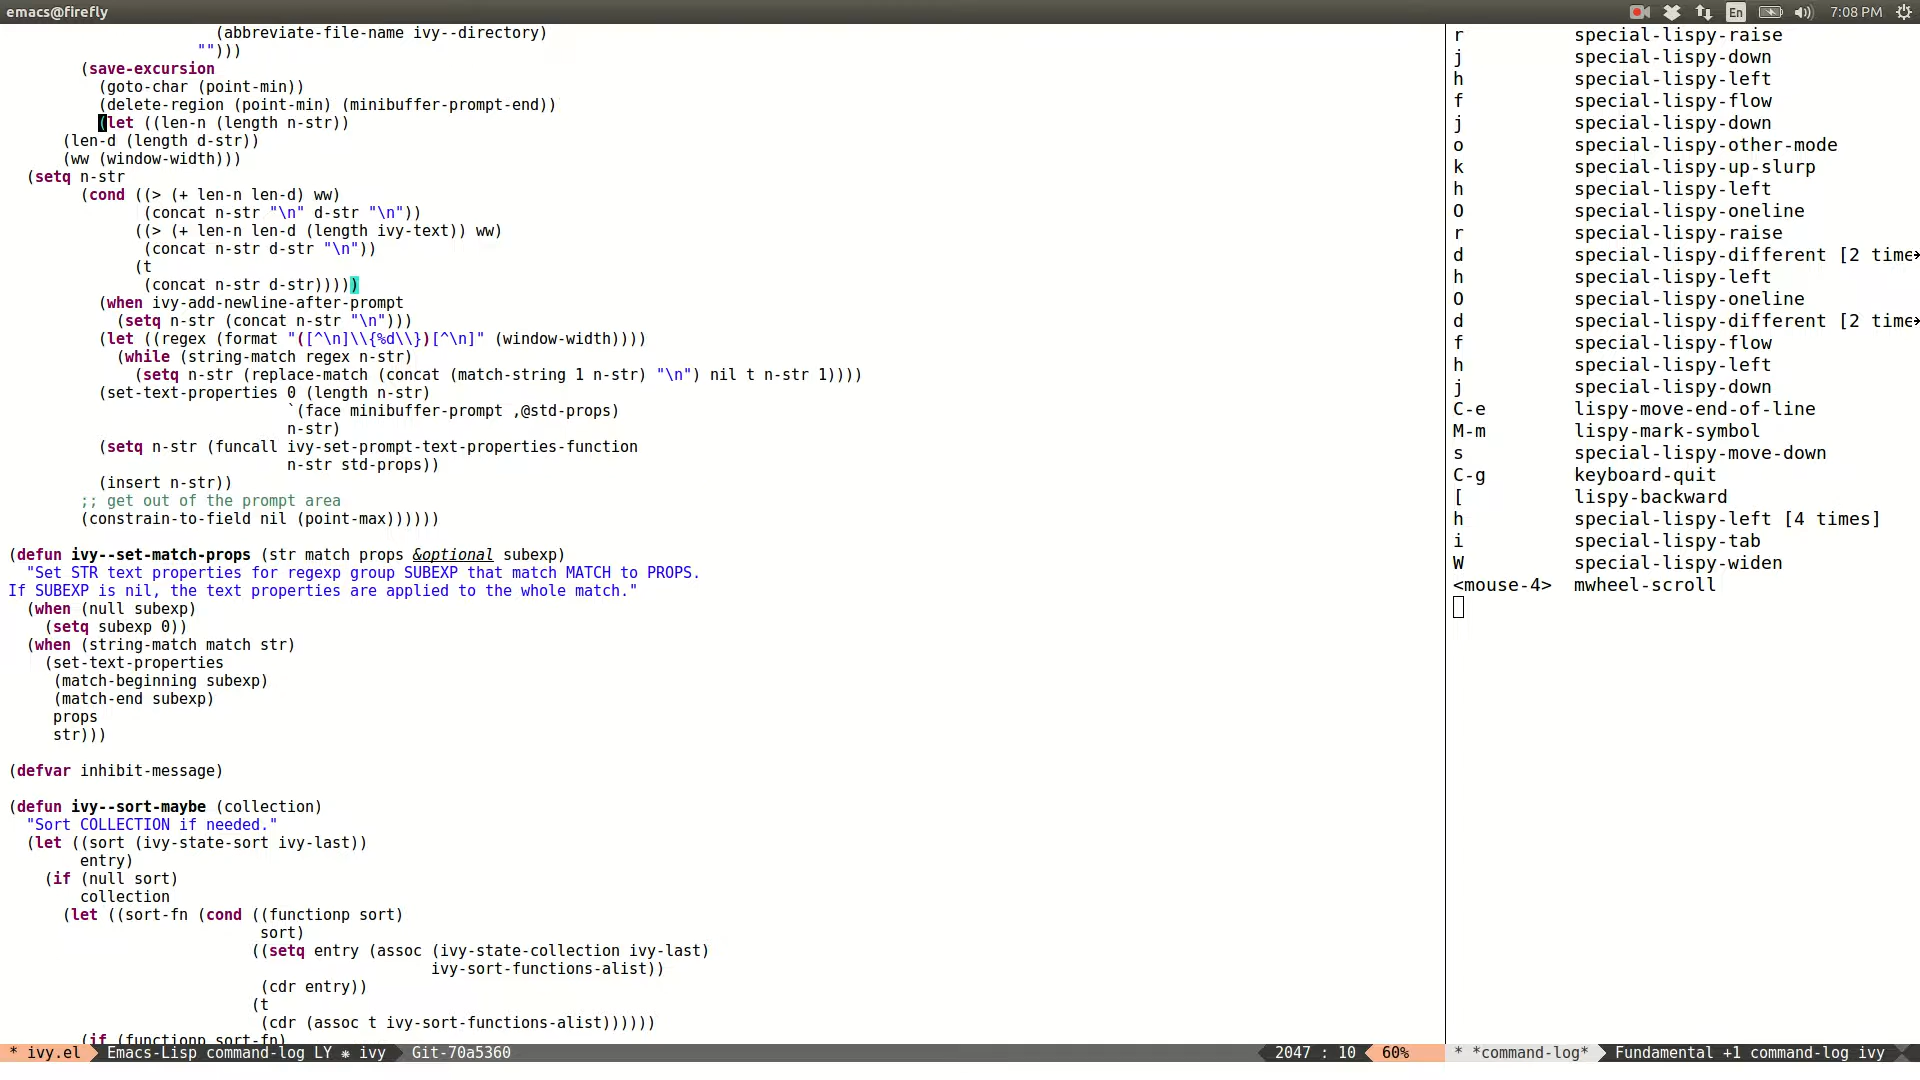 emacs@firefly
En
7:08 PM
(abbreviate-file-name ivy--directory)
"")))
(save-excursion
(goto-char (point-min))
(delete-region (point-min) (minibuffer-prompt-end))
(let ((len-n (length n-str))
(len-d (length d-str))
(ww (window-width)))
(setq n-str
(cond ((> (+ len-n len-d) ww)
(concat n-str "\n" d-str "\n"))
((> (+ len-n len-d (length ivy-text)) ww)
(concat n-str d-str "\n"))
(t
(concat n-str d-str)))))
(when ivy-add-newline-after-prompt
(setq n-str (concat n-str "\n")))
(let ((regex (format "\([^\n]\\{%d\\}\)[^\n]" (window-width))))
(while (string-match regex n-str)
(setq n-str (replace-match (concat (match-string 1 n-str) "\n") nil t n-str 1))))
(set-text-properties 0 (length n-str)
`(face minibuffer-prompt ,@std-props)
n-str)
(setq n-str (funcall ivy-set-prompt-text-properties-function
n-str std-props))
(insert n-str))
;; get out of the prompt area
(constrain-to-field nil (point-max))))))
(defun ivy--set-match-props (str match props &optional subexp)
"Set STR text properties for regexp group SUBEXP that match MATCH to PROPS.
If SUBEXP is nil, the text properties are applied to the whole match."
(when (null subexp)
(setq subexp 0))
(when (string-match match str)
(set-text-properties
(match-beginning subexp)
(match-end subexp)
props
str)))
(defvar inhibit-message)
(defun ivy--sort-maybe (collection)
"Sort COLLECTION if needed."
(let ((sort (ivy-state-sort ivy-last))
entry)
(if (null sort)
collection
(let ((sort-fn (cond ((functionp sort)
sort)
((setq entry (assoc (ivy-state-collection ivy-last)
ivy-sort-functions-alist))
(cdr entry))
(t
(cdr (assoc t ivy-sort-functions-alist))))))
(if (functionp sort-fn)
* ivy.el Emacs-Lisp command-log LY ❋ ivy Git-70a5360 2047 : 10 60%
r special-lispy-raise
j special-lispy-down
h special-lispy-left
f special-lispy-flow
j special-lispy-down
o special-lispy-other-mode
k special-lispy-up-slurp
h special-lispy-left
O special-lispy-oneline
r special-lispy-raise
d special-lispy-different [2 time
h special-lispy-left
O special-lispy-oneline
d special-lispy-different [2 time
f special-lispy-flow
h special-lispy-left
j special-lispy-down
C-e lispy-move-end-of-line
M-m lispy-mark-symbol
s special-lispy-move-down
C-g keyboard-quit
[ lispy-backward
h special-lispy-left [4 times]
i special-lispy-tab
W special-lispy-widen
<mouse-4> mwheel-scroll
* *command-log* Fundamental +1 command-log ivy